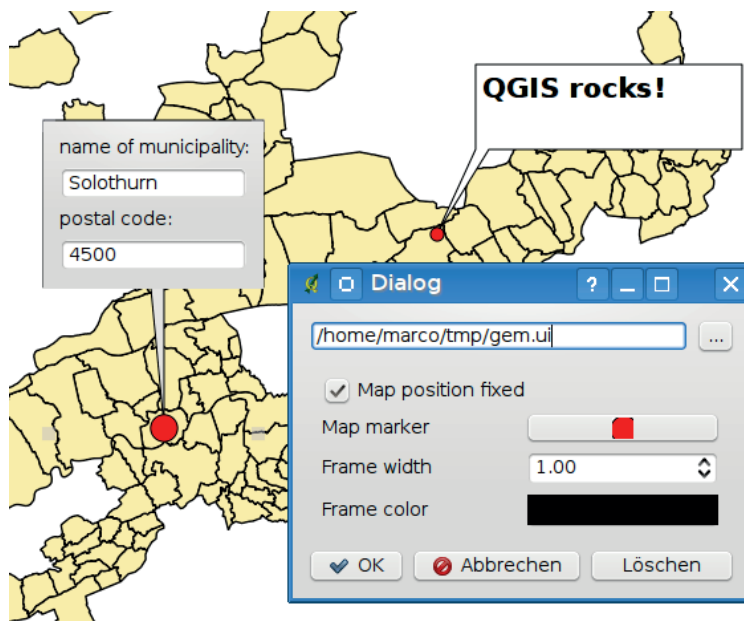 QGIS rocks!
name of municipality:
Solothurn
postal code:
4500
Dialog
?
/home/marco/tmp/gem.ui
...
Map position fixed
Map marker
Frame width
1.00
Frame color
OK
Abbrechen
Löschen